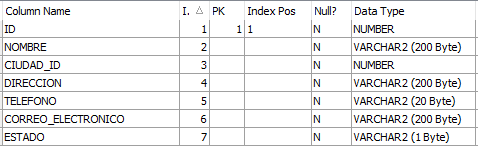 Column Name I. △ PK Index Pos Null? Data Type
ID 1 1 1 N NUMBER
NOMBRE 2 N VARCHAR2 (200 Byte)
CIUDAD_ID 3 N NUMBER
DIRECCION 4 N VARCHAR2 (200 Byte)
TELEFONO 5 N VARCHAR2 (20 Byte)
CORREO_ELECTRONICO 6 N VARCHAR2 (200 Byte)
ESTADO 7 N VARCHAR2 (1 Byte)